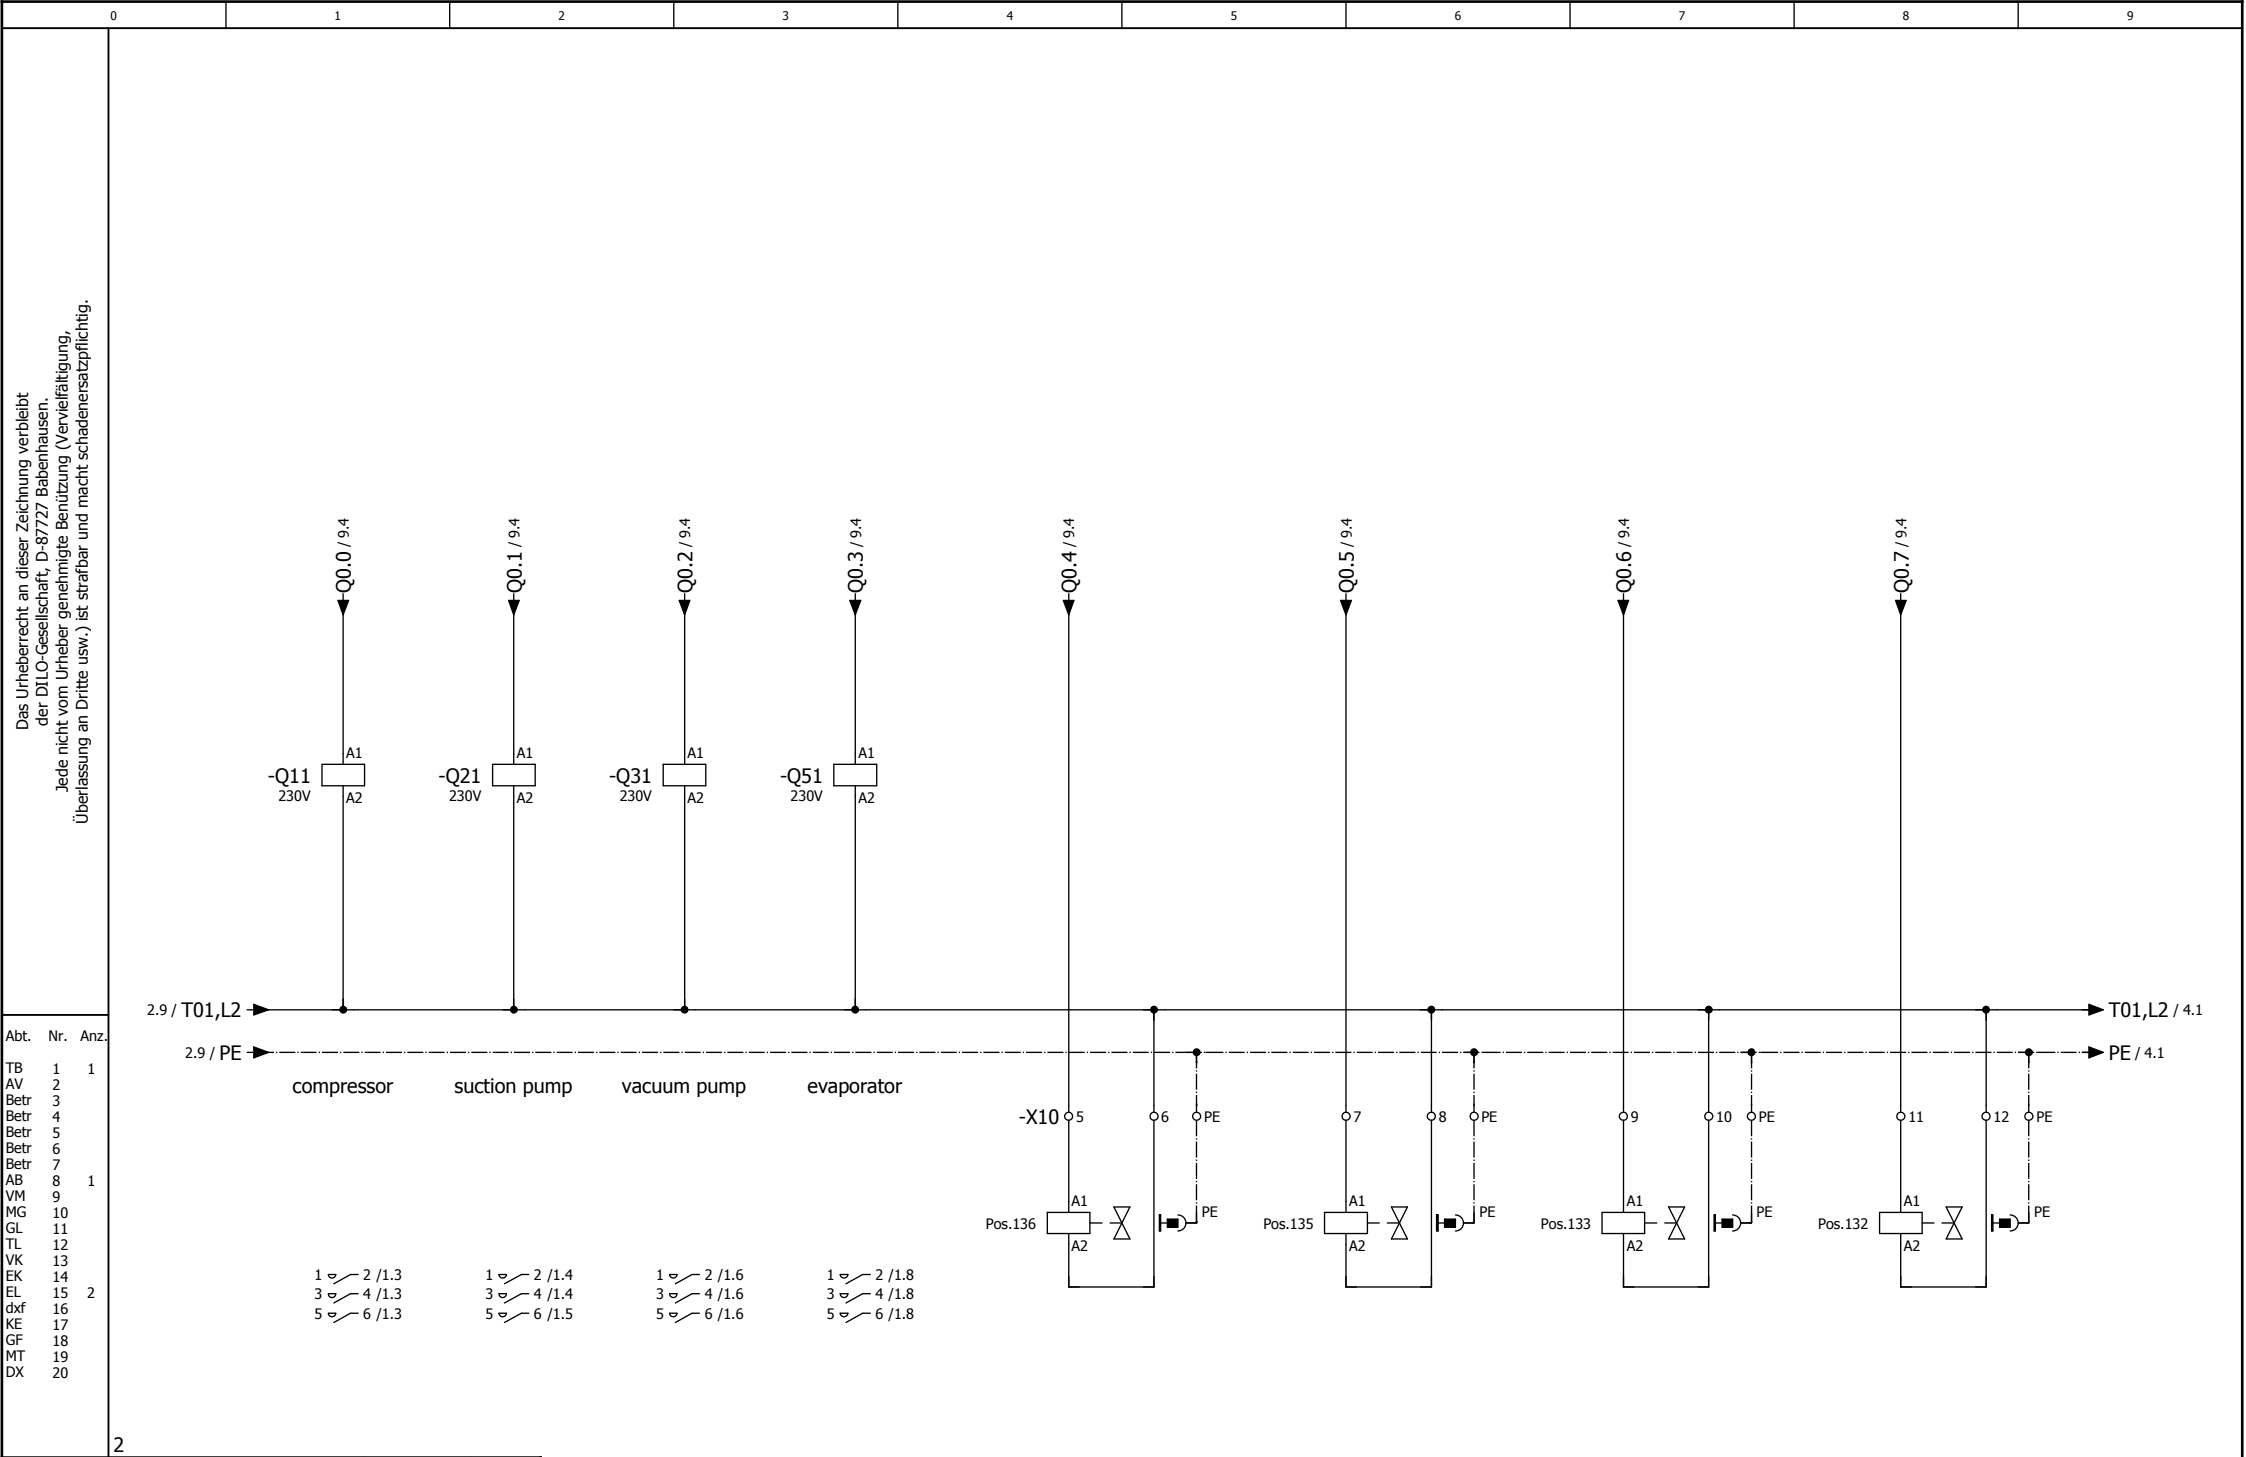 0 1 2 3 4 5 6 7 8 9
Das Urheberrecht an dieser Zeichnung verbleibt
der DILO-Gesellschaft, D-87727 Babenhausen.
Jede nicht vom Urheber genehmigte Benützung (Vervielfältigung,
Überlassung an Dritte usw.) ist strafbar und macht schadenersatzpflichtig.
Q0.0 / 9.4
Q0.1 / 9.4
Q0.2 / 9.4
Q0.3 / 9.4
Q0.4 / 9.4
Q0.5 / 9.4
Q0.6 / 9.4
Q0.7 / 9.4
A1 A1 A1 A1
-Q11 -Q21 -Q31 -Q51
230V A2 230V A2 230V A2 230V A2
2.9 / T01,L2 T01,L2 / 4.1
2.9 / PE PE / 4.1
compressor suction pump vacuum pump evaporator
-X10 5 6 PE 7 8 PE 9 10 PE 11 12 PE
A1 PE A1 PE A1 PE A1 PE
Pos.136 Pos.135 Pos.133 Pos.132
A2 A2 A2 A2
1 2 /1.3 1 2 /1.4 1 2 /1.6 1 2 /1.8
3 4 /1.3 3 4 /1.4 3 4 /1.6 3 4 /1.8
5 6 /1.3 5 6 /1.5 5 6 /1.6 5 6 /1.8
Abt. Nr. Anz.
TB 1 1
AV 2
Betr 3
Betr 4
Betr 5
Betr 6
Betr 7
AB 8 1
VM 9
MG 10
GL 11
TL 12
VK 13
EK 14
EL 15 2
dxf 16
KE 17
GF 18
MT 19
DX 20
2